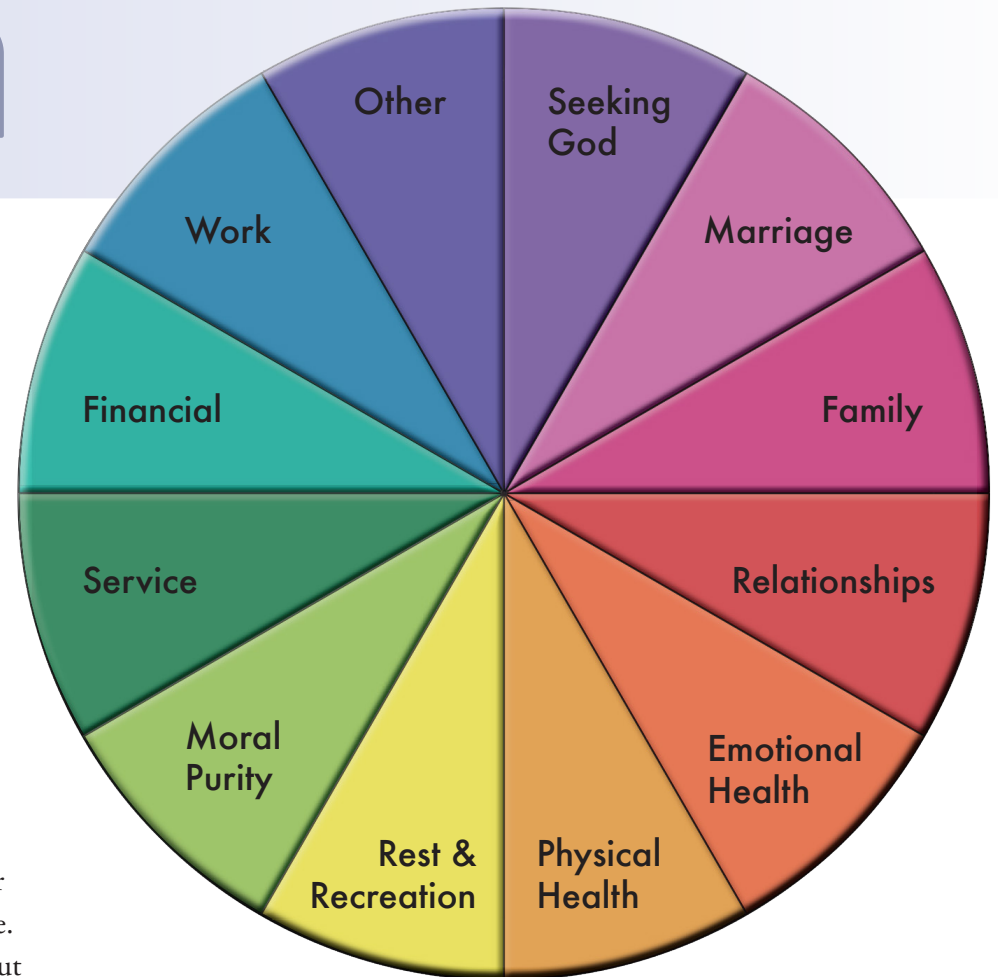 Other
Seeking
God
Work
Marriage
Financial
Family
Service
Relationships
Moral
Purity
Emotional
Health
Rest &
Recreation
Physical
Health